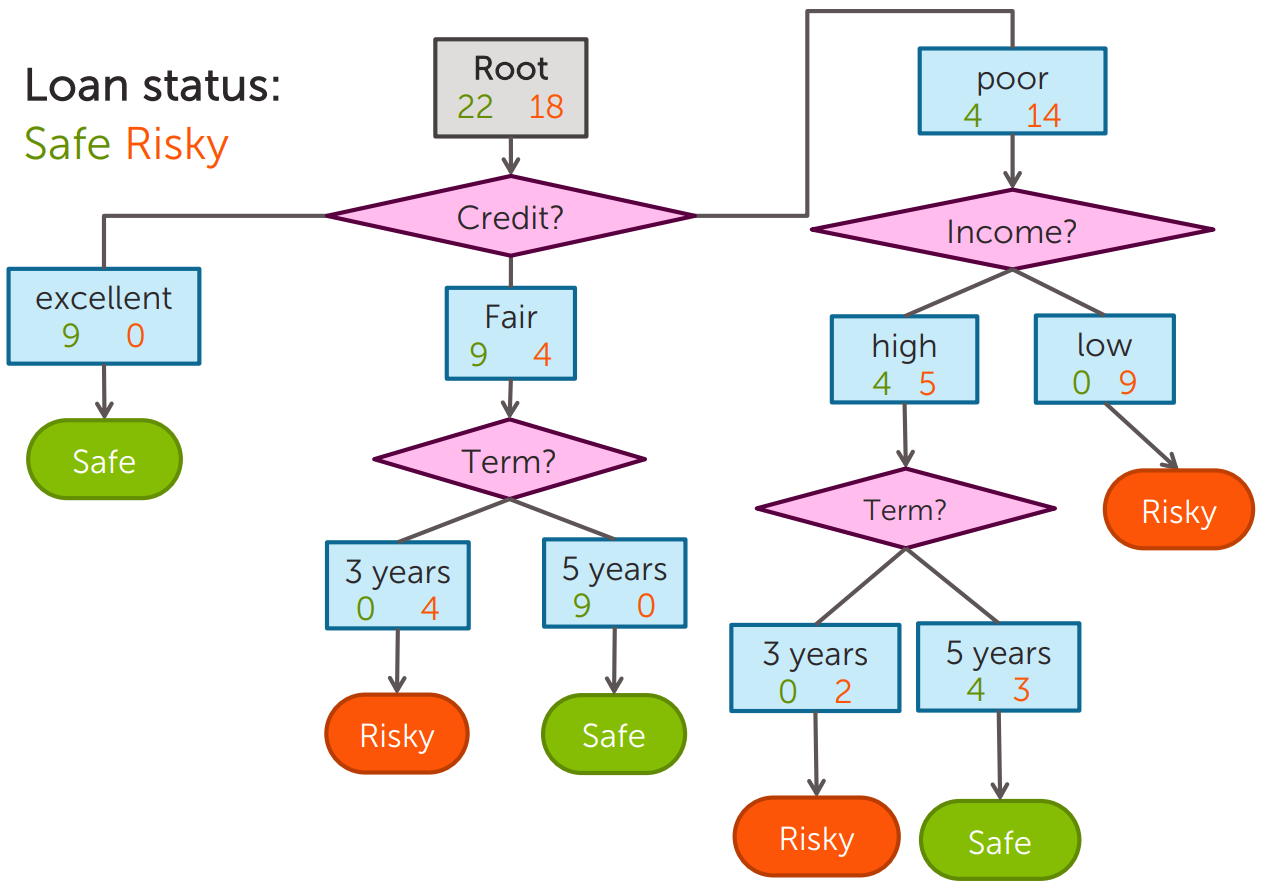 Loan status:
Safe Risky
Root
22 18
Credit?
excellent
9 0
Safe
Fair
9 4
Term?
3 years
0 4
Risky
5 years
9 0
Safe
poor
4 14
Income?
high
4 5
Term?
3 years
0 2
Risky
5 years
4 3
Safe
low
0 9
Risky